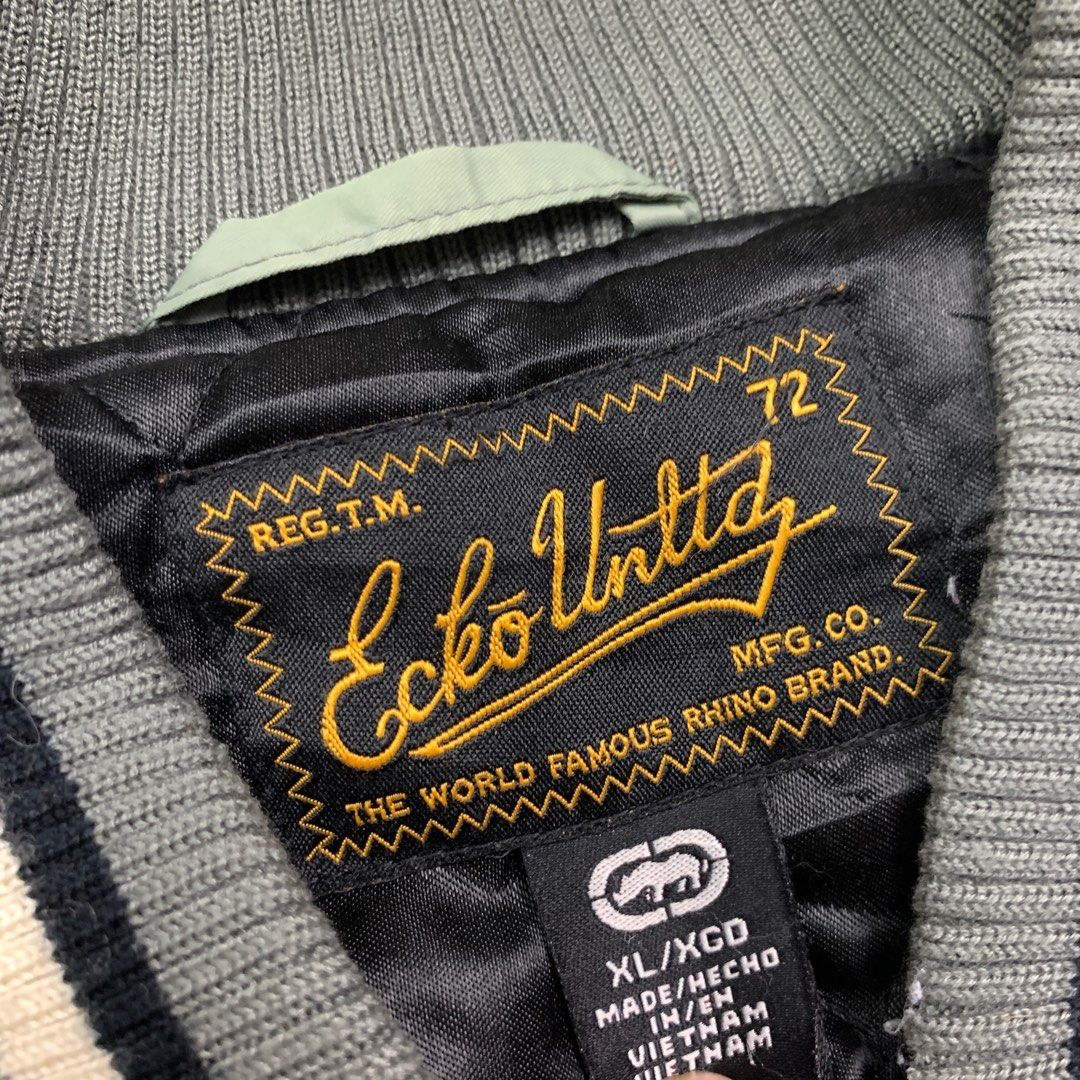 72
REG.T.M.
Eckō Unltd
MFG. CO.
THE WORLD FAMOUS RHINO BRAND.
XL/XGD
MADE/HECHO
IN/EN
VIETNAM
VIETNAM